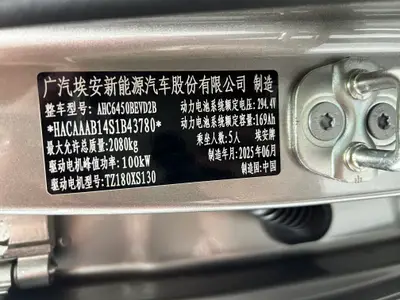 广汽埃安新能源汽车股份有限公司 制造
整车型号: AHC6450BEVD2B 动力电池系统额定电压: 294.4V
*HACAAAB14S1B43780* 动力电池系统额定容量: 169Ah
最大允许总质量: 2080kg 乘坐人数: 5人 埃安牌
驱动电机峰值功率: 100kW 制造年月: 2025年06月
驱动电机型号: TZ180XS130 制造国: 中国